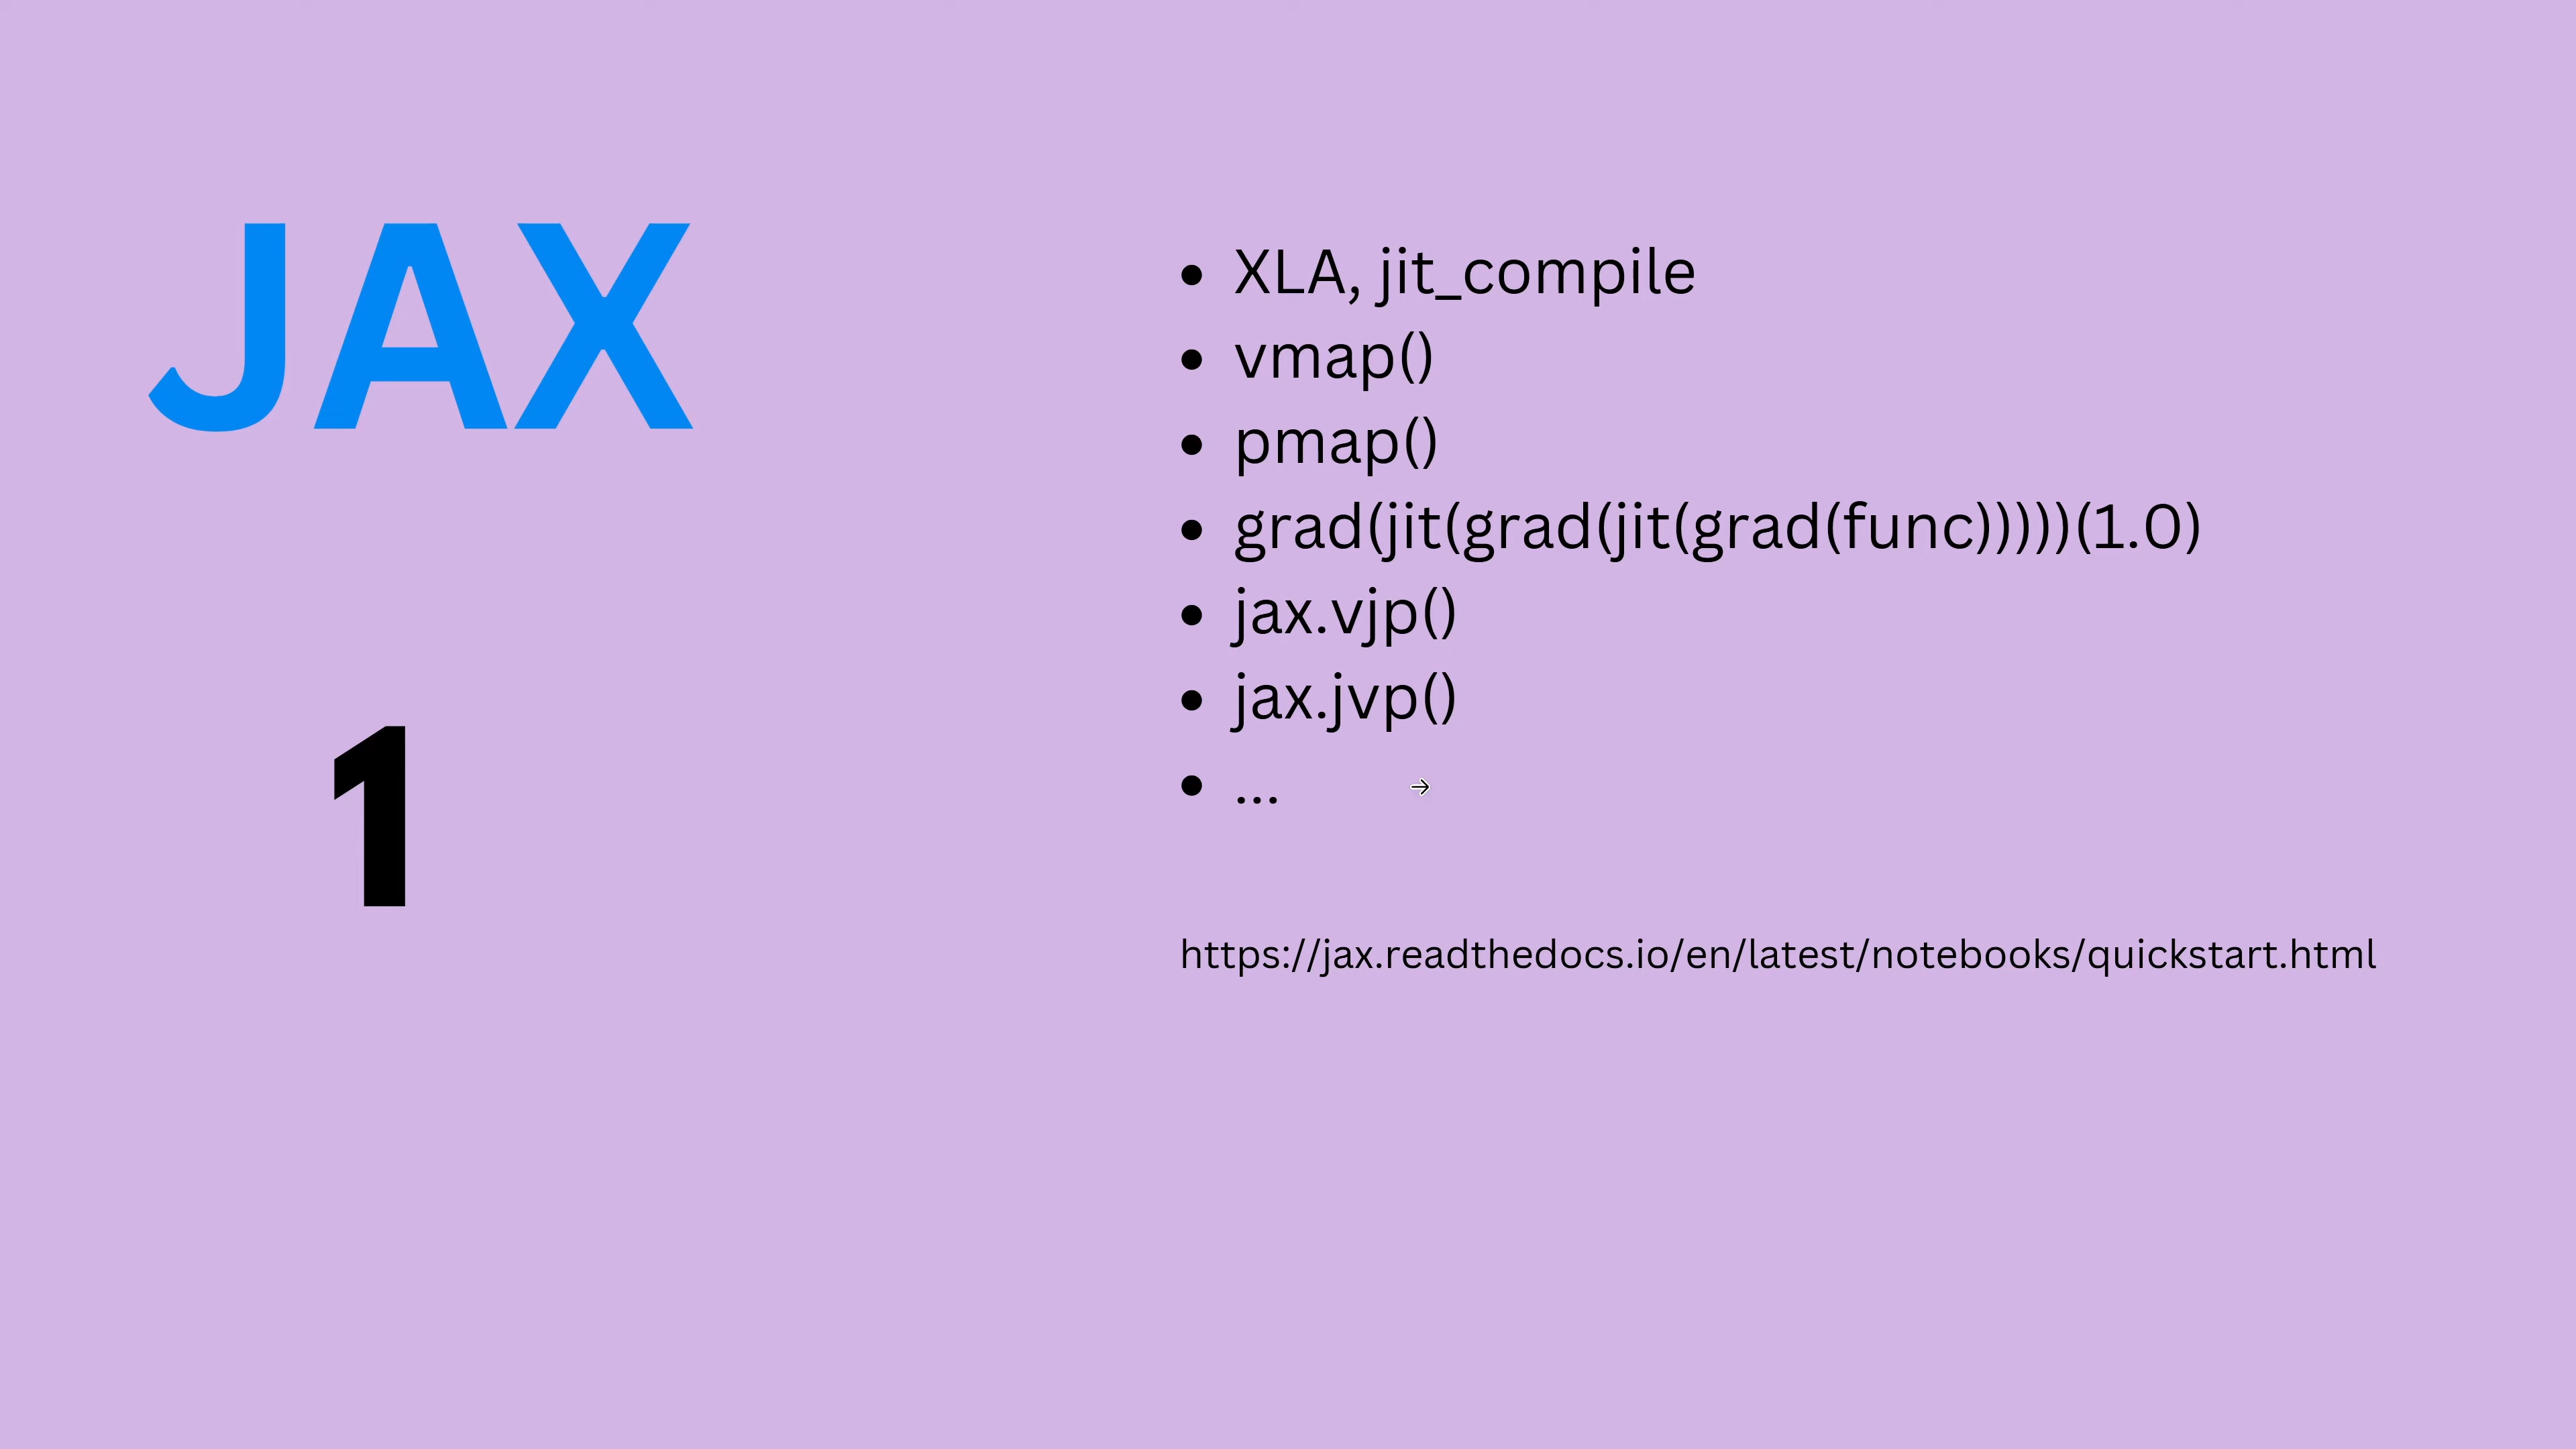 JAX
1
• XLA, jit_compile
• vmap()
• pmap()
• grad(jit(grad(jit(grad(func)))))(1.0)
• jax.vjp()
• jax.jvp()
• ...
https://jax.readthedocs.io/en/latest/notebooks/quickstart.html